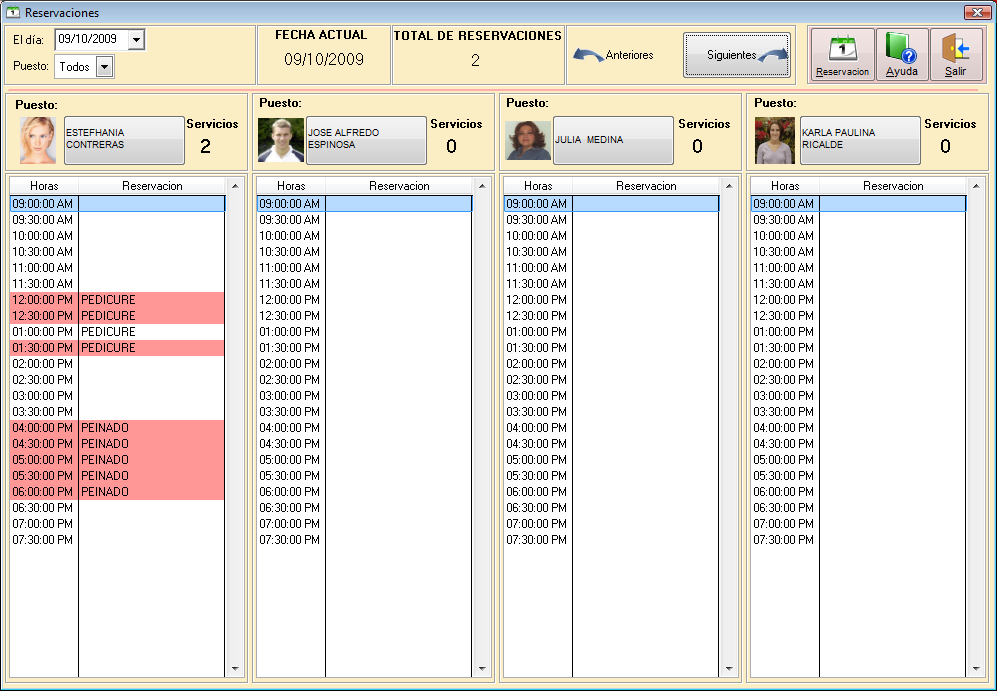 Reservaciones
El día: 09/10/2009
Puesto: Todos
FECHA ACTUAL
09/10/2009
TOTAL DE RESERVACIONES
2
Anteriores
Siguientes
Reservacion
Ayuda
Salir
Puesto:
ESTEFHANIA
CONTRERAS
Servicios
2
Puesto:
JOSE ALFREDO
ESPINOSA
Servicios
0
Puesto:
JULIA MEDINA
Servicios
0
Puesto:
KARLA PAULINA
RICALDE
Servicios
0
Horas Reservacion
09:00:00 AM
09:30:00 AM
10:00:00 AM
10:30:00 AM
11:00:00 AM
11:30:00 AM
12:00:00 PM PEDICURE
12:30:00 PM PEDICURE
01:00:00 PM PEDICURE
01:30:00 PM PEDICURE
02:00:00 PM
02:30:00 PM
03:00:00 PM
03:30:00 PM
04:00:00 PM PEINADO
04:30:00 PM PEINADO
05:00:00 PM PEINADO
05:30:00 PM PEINADO
06:00:00 PM PEINADO
06:30:00 PM
07:00:00 PM
07:30:00 PM
Horas Reservacion
09:00:00 AM
09:30:00 AM
10:00:00 AM
10:30:00 AM
11:00:00 AM
11:30:00 AM
12:00:00 PM
12:30:00 PM
01:00:00 PM
01:30:00 PM
02:00:00 PM
02:30:00 PM
03:00:00 PM
03:30:00 PM
04:00:00 PM
04:30:00 PM
05:00:00 PM
05:30:00 PM
06:00:00 PM
06:30:00 PM
07:00:00 PM
07:30:00 PM
Horas Reservacion
09:00:00 AM
09:30:00 AM
10:00:00 AM
10:30:00 AM
11:00:00 AM
11:30:00 AM
12:00:00 PM
12:30:00 PM
01:00:00 PM
01:30:00 PM
02:00:00 PM
02:30:00 PM
03:00:00 PM
03:30:00 PM
04:00:00 PM
04:30:00 PM
05:00:00 PM
05:30:00 PM
06:00:00 PM
06:30:00 PM
07:00:00 PM
07:30:00 PM
Horas Reservacion
09:00:00 AM
09:30:00 AM
10:00:00 AM
10:30:00 AM
11:00:00 AM
11:30:00 AM
12:00:00 PM
12:30:00 PM
01:00:00 PM
01:30:00 PM
02:00:00 PM
02:30:00 PM
03:00:00 PM
03:30:00 PM
04:00:00 PM
04:30:00 PM
05:00:00 PM
05:30:00 PM
06:00:00 PM
06:30:00 PM
07:00:00 PM
07:30:00 PM